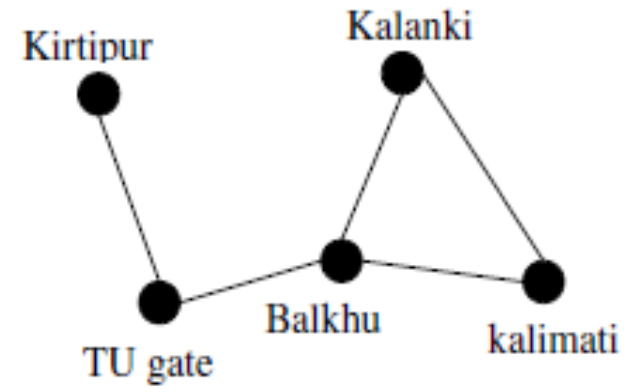 Kirtipur
Kalanki
Balkhu
kalimati
TU gate